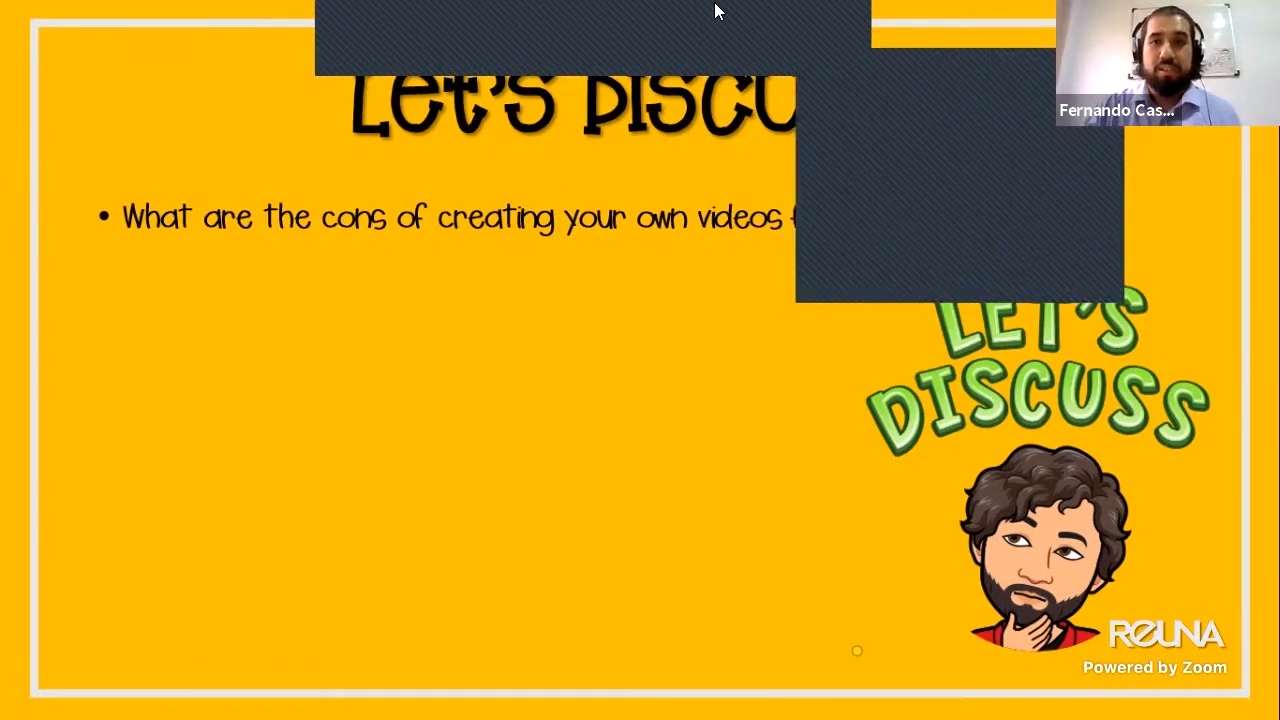 Let's Discu
Fernando Cas...
• What are the cons of creating your own videos
LET'S
DISCUSS
REUNA
Powered by Zoom